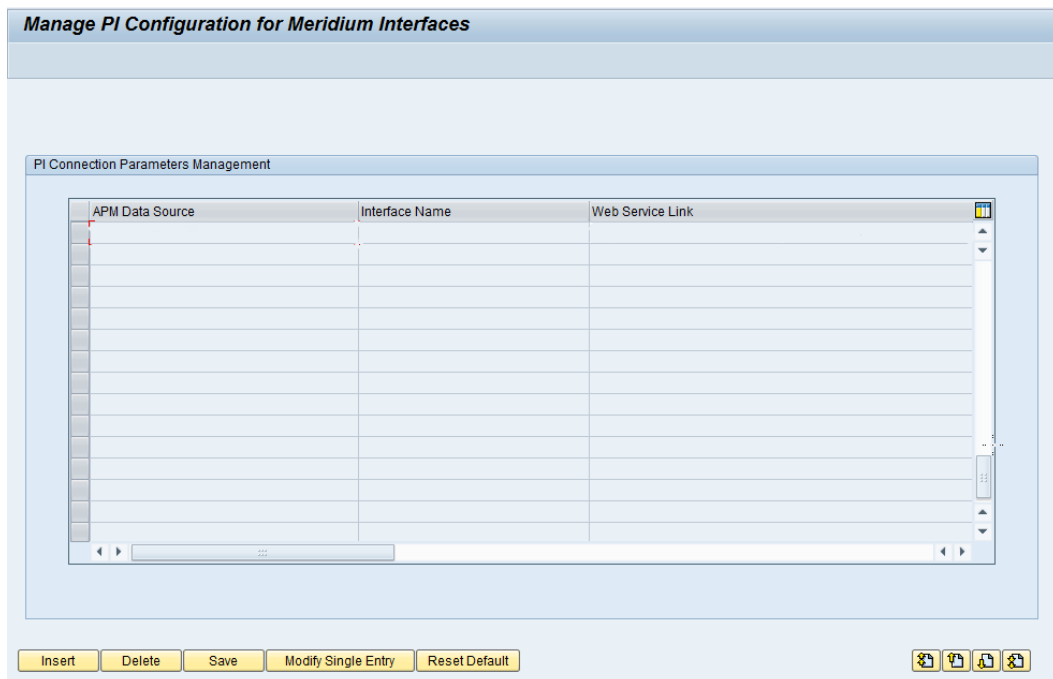 Manage PI Configuration for Meridium Interfaces
PI Connection Parameters Management
APM Data Source Interface Name Web Service Link
Insert Delete Save Modify Single Entry Reset Default